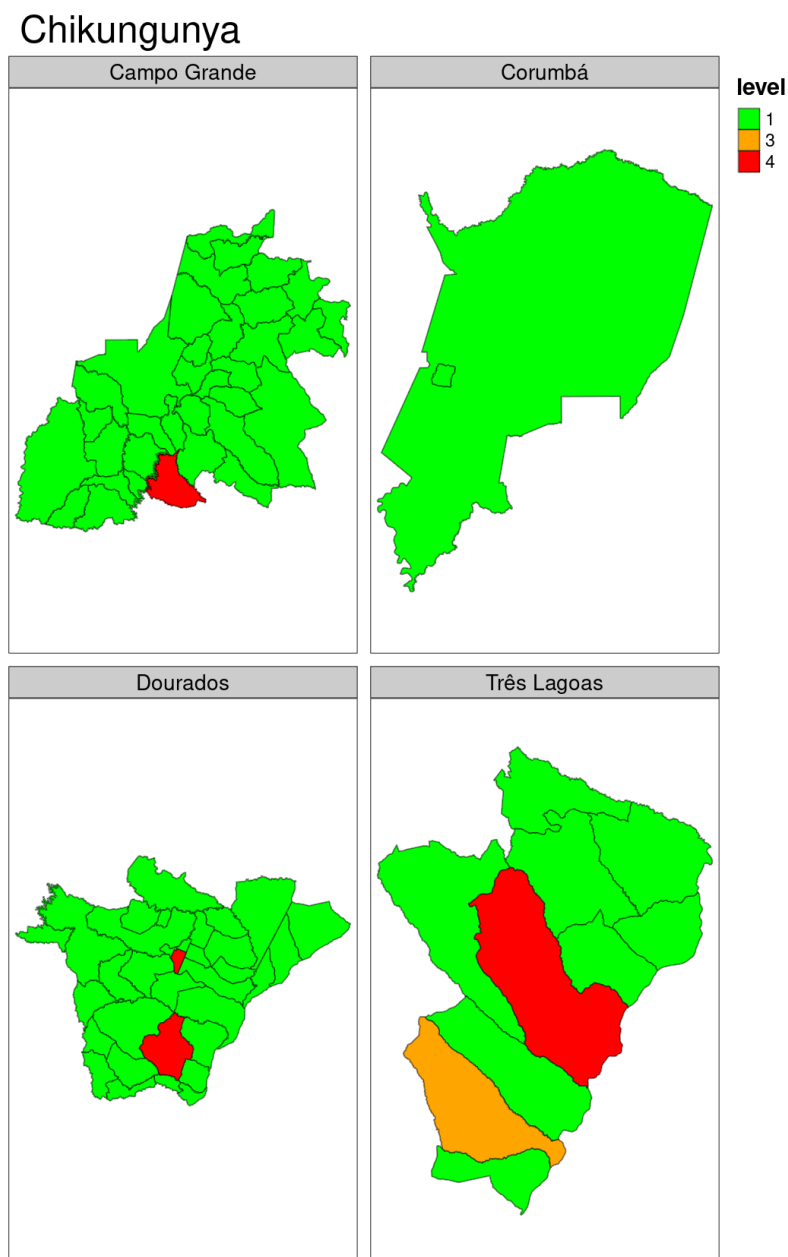 Chikungunya
Campo Grande
Corumbá
level
1
3
4
Dourados
Três Lagoas